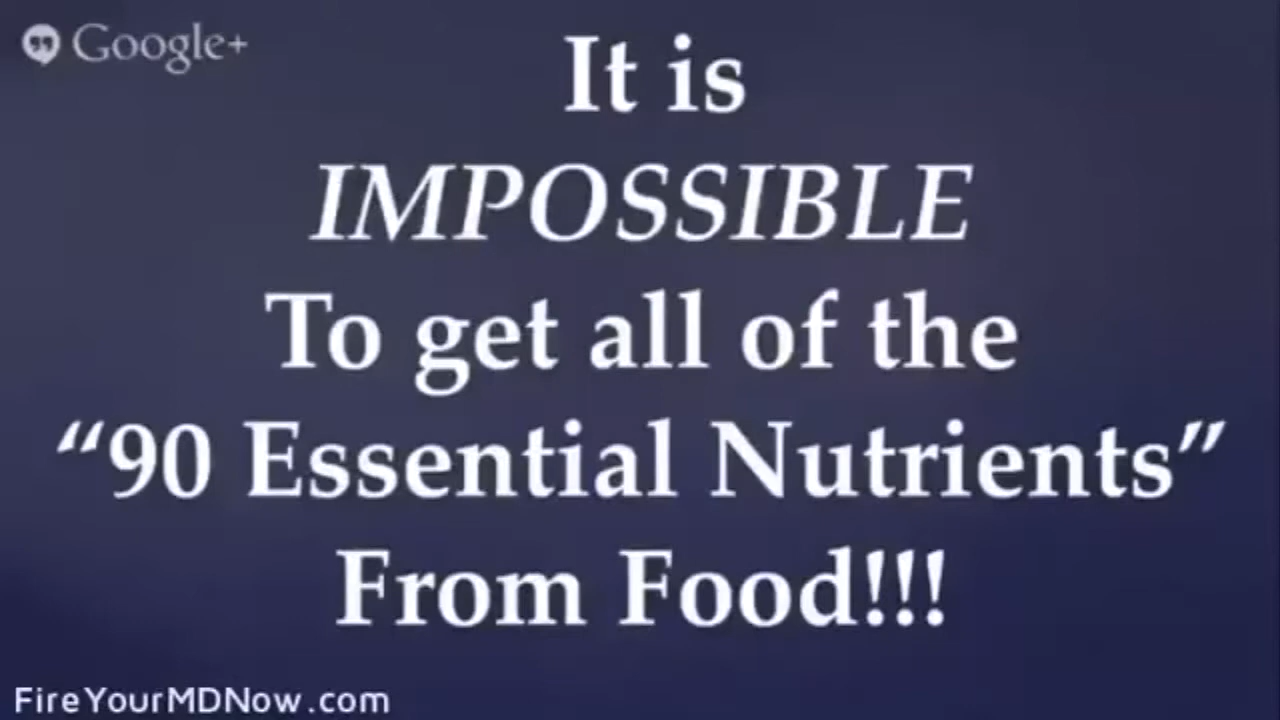 Google+
It is
IMPOSSIBLE
To get all of the
“90 Essential Nutrients”
From Food!!!
FireYourMDNow.com